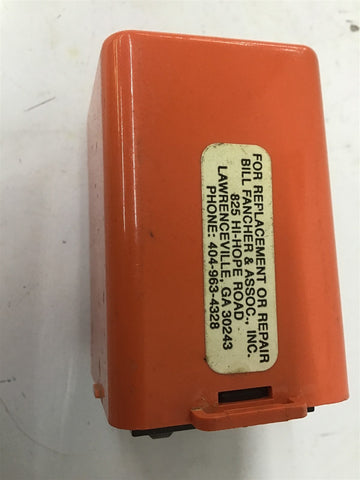 FOR REPLACEMENT OR REPAIR
BILL FANCHER & ASSOC., INC.
825 HI-HOPE ROAD
LAWRENCEVILLE, GA 30243
PHONE: 404-963-4328